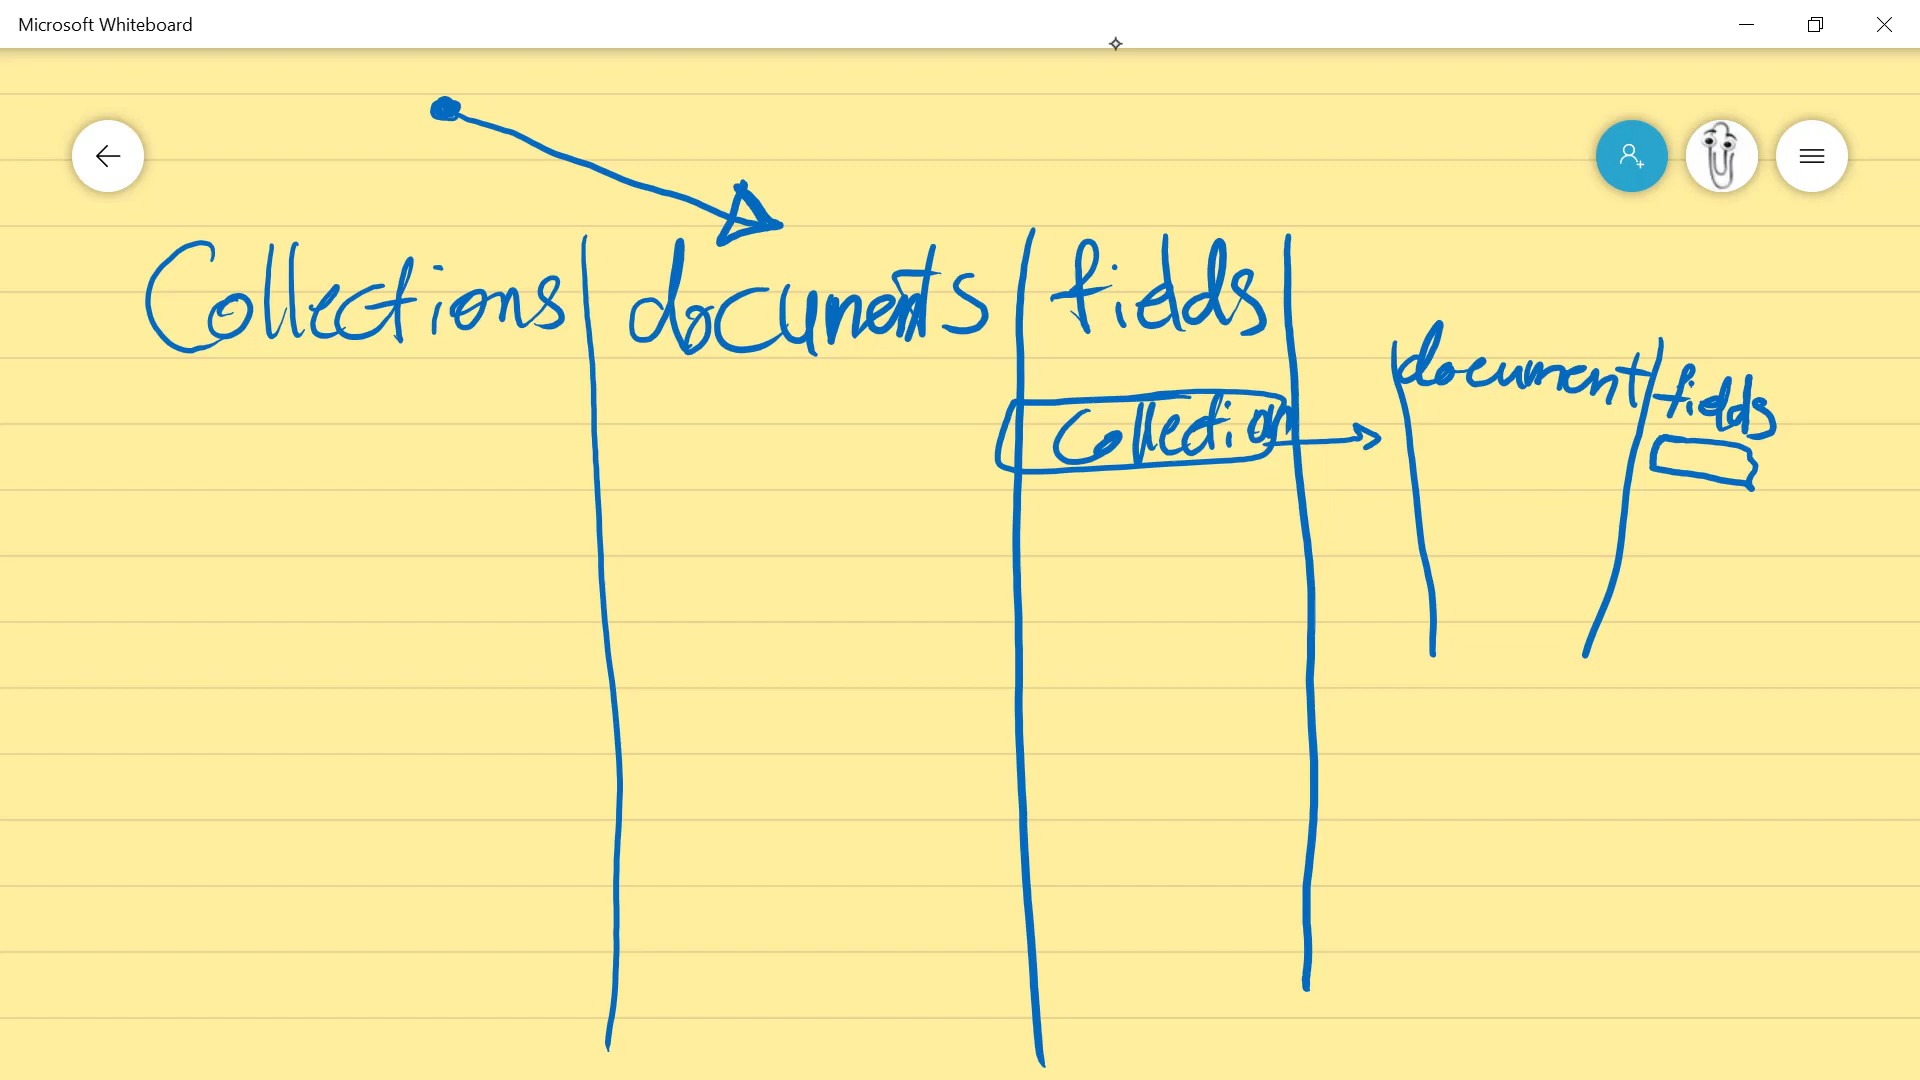 Microsoft Whiteboard
Collections documents fields
document fields
Collection